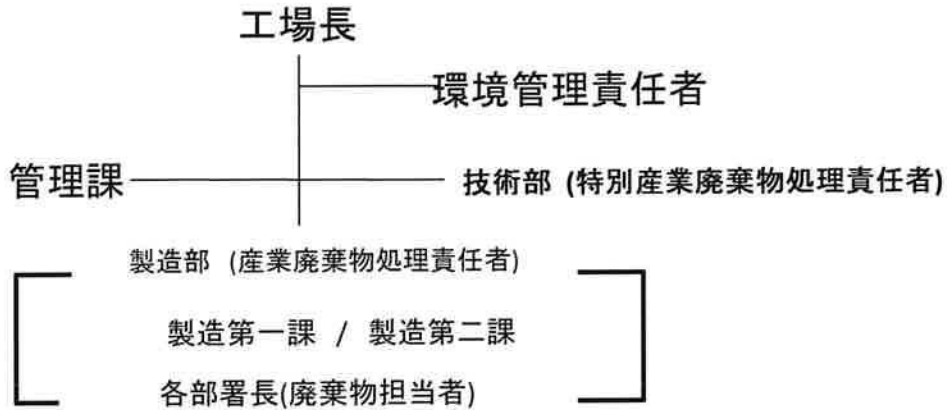 工場長
環境管理責任者
管理課
技術部 (特別産業廃棄物処理責任者)
製造部 (産業廃棄物処理責任者)
製造第一課 / 製造第二課
各部署長(廃棄物担当者)